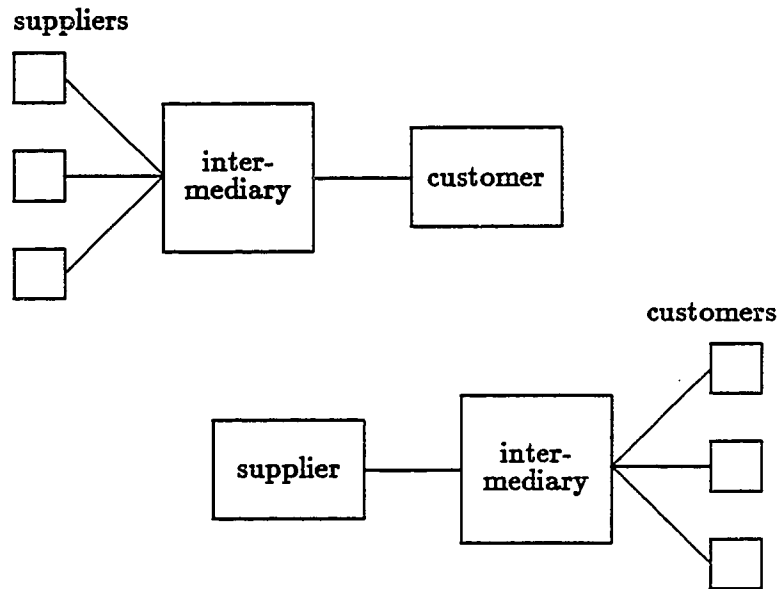 suppliers
inter-
mediary
customer
customers
supplier
inter-
mediary